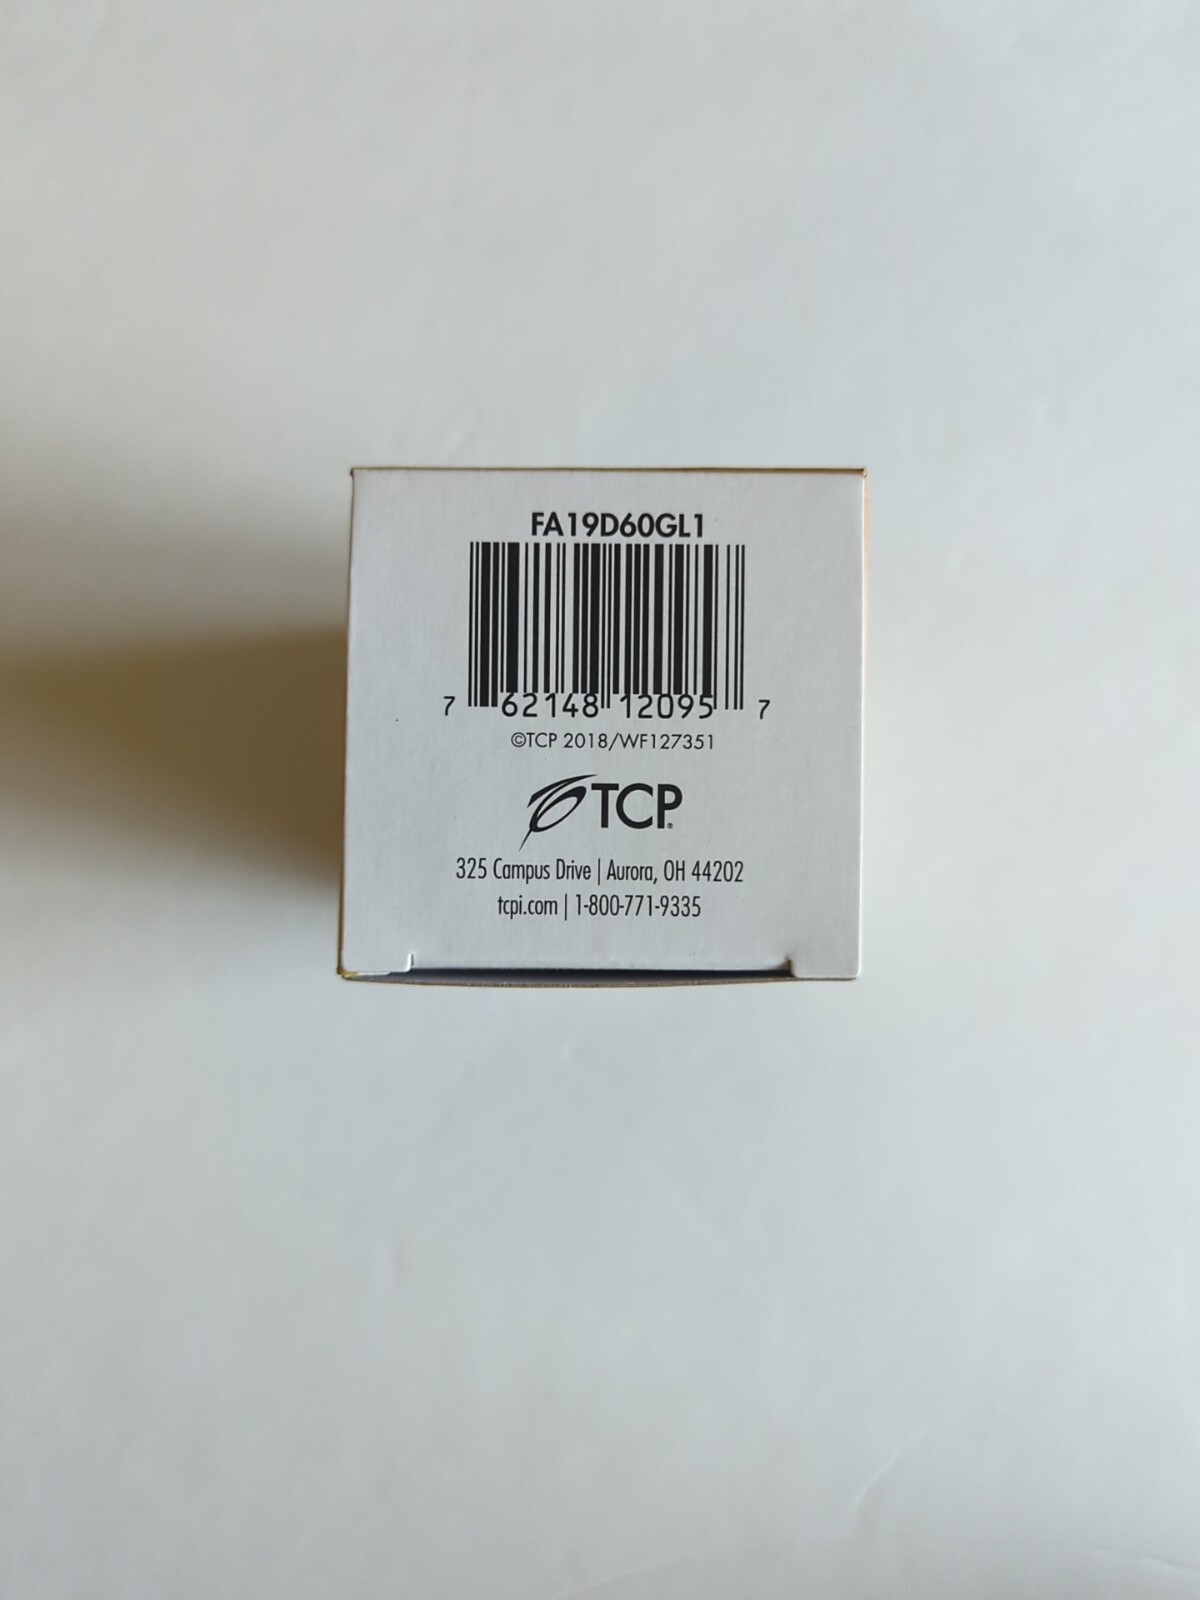 FA19D60GL1
7 62148 12095 7
©TCP 2018/WF127351
TCP®
325 Campus Drive | Aurora, OH 44202
tcpi.com | 1-800-771-9335